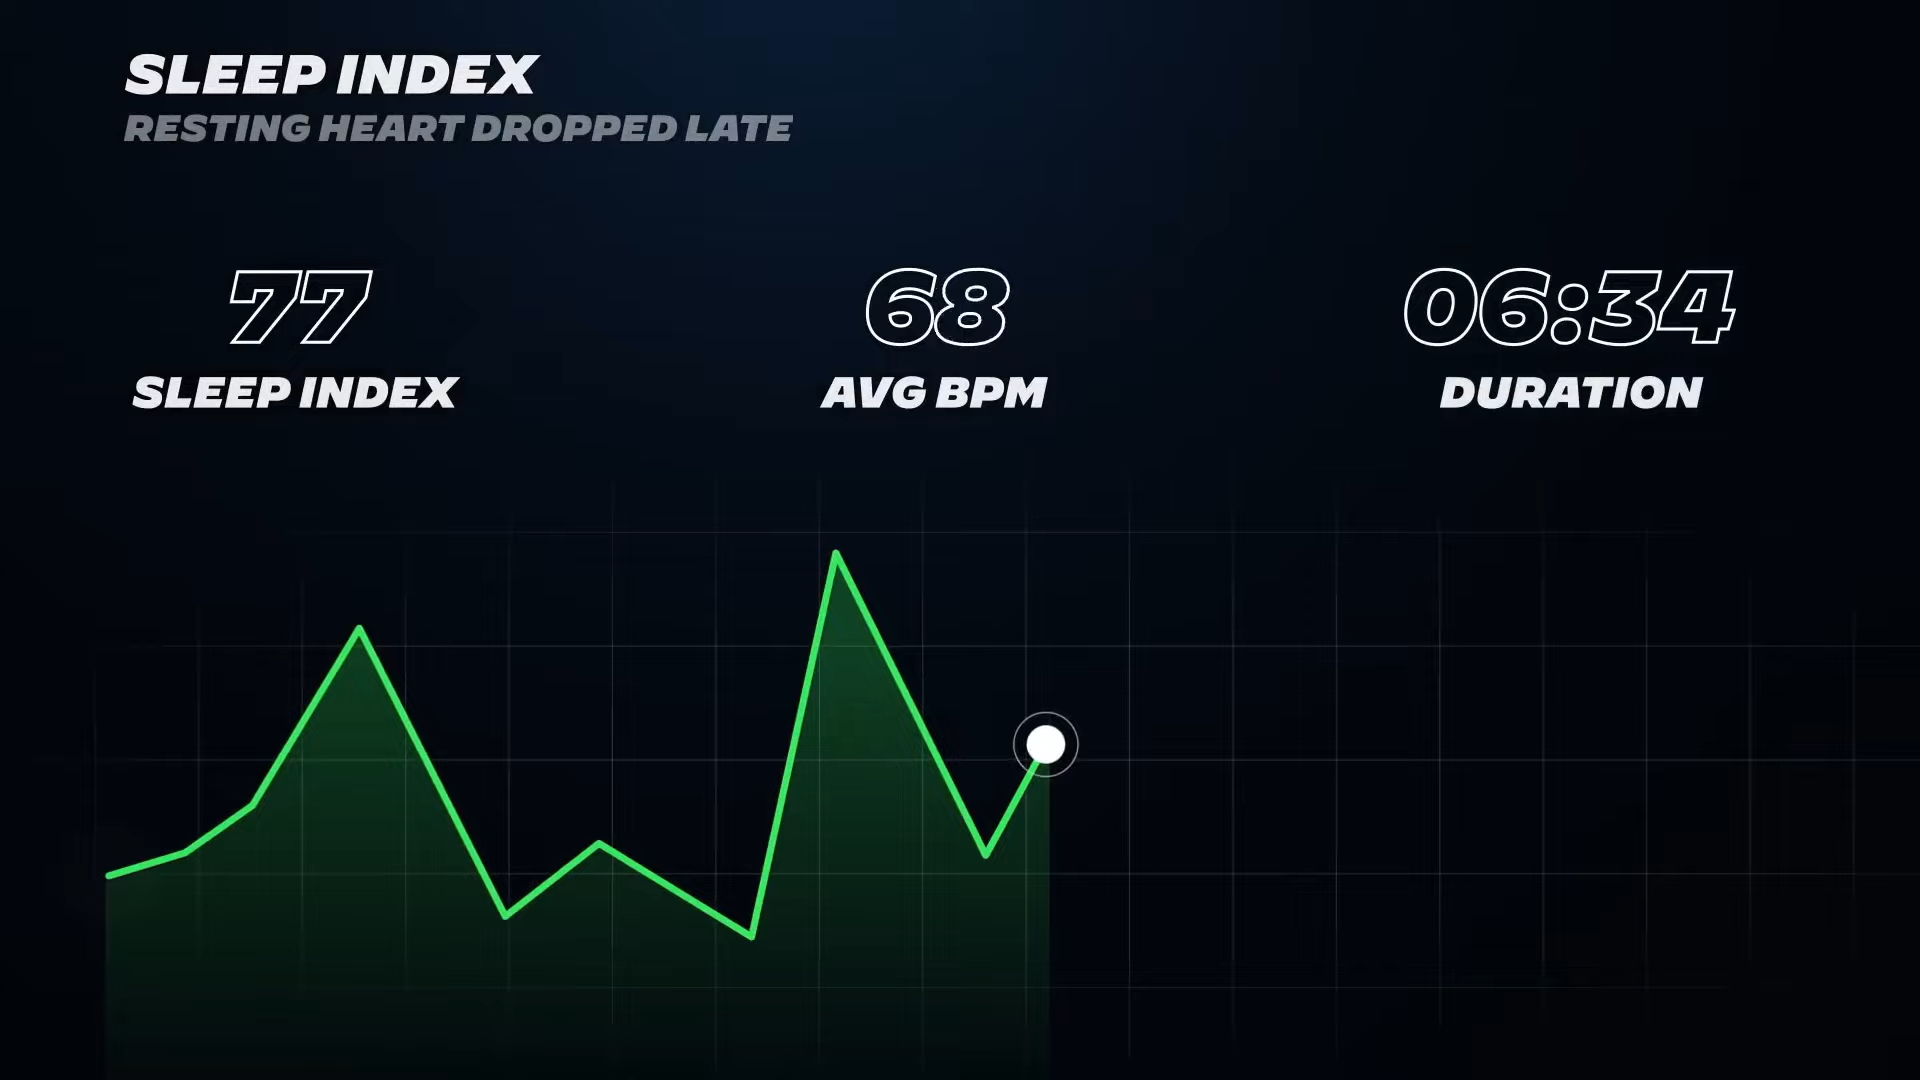 SLEEP INDEX
RESTING HEART DROPPED LATE
77
SLEEP INDEX
68
AVG BPM
06:34
DURATION